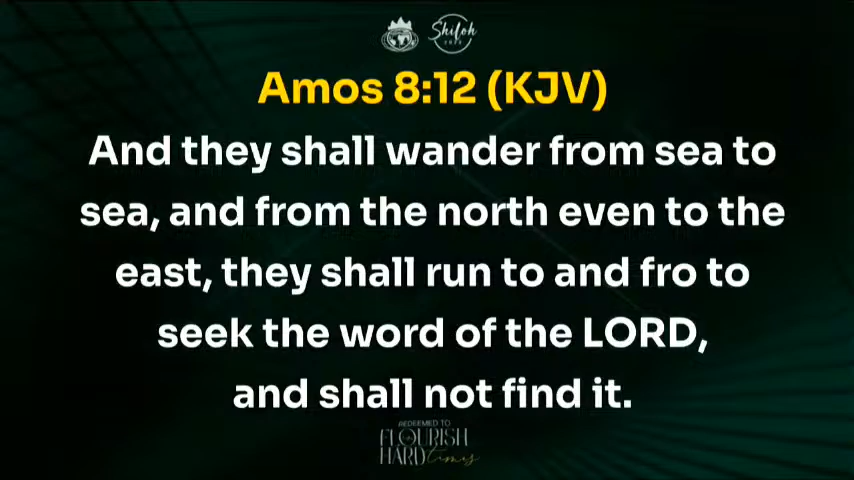 Shiloh
Amos 8:12 (KJV)
And they shall wander from sea to
sea, and from the north even to the
east, they shall run to and fro to
seek the word of the LORD,
and shall not find it.
REDEEMED TO
FLOURISH
HARD times